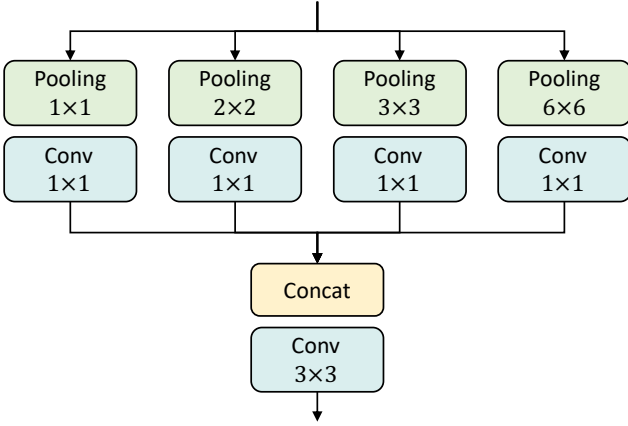 Pooling
1×1
Pooling
2×2
Pooling
3×3
Pooling
6×6
Conv
1×1
Conv
1×1
Conv
1×1
Conv
1×1
Concat
Conv
3×3